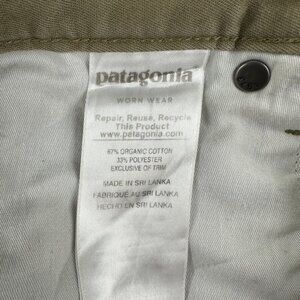 patagonia®
WORN WEAR
Repair, Reuse, Recycle
This Product
www.patagonia.com
67% ORGANIC COTTON
33% POLYESTER
EXCLUSIVE OF TRIM
MADE IN SRI LANKA
FABRIQUÉ AU SRI LANKA
HECHO EN SRI LANKA